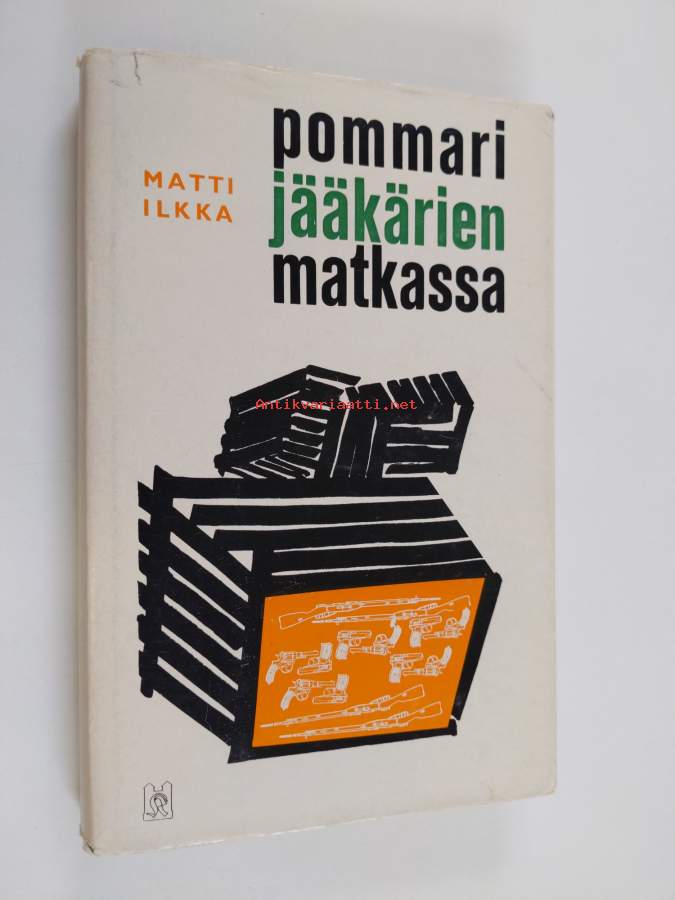 pommari
jääkärien
matkassa
MATTI
ILKKA
Antikvariaatti.net